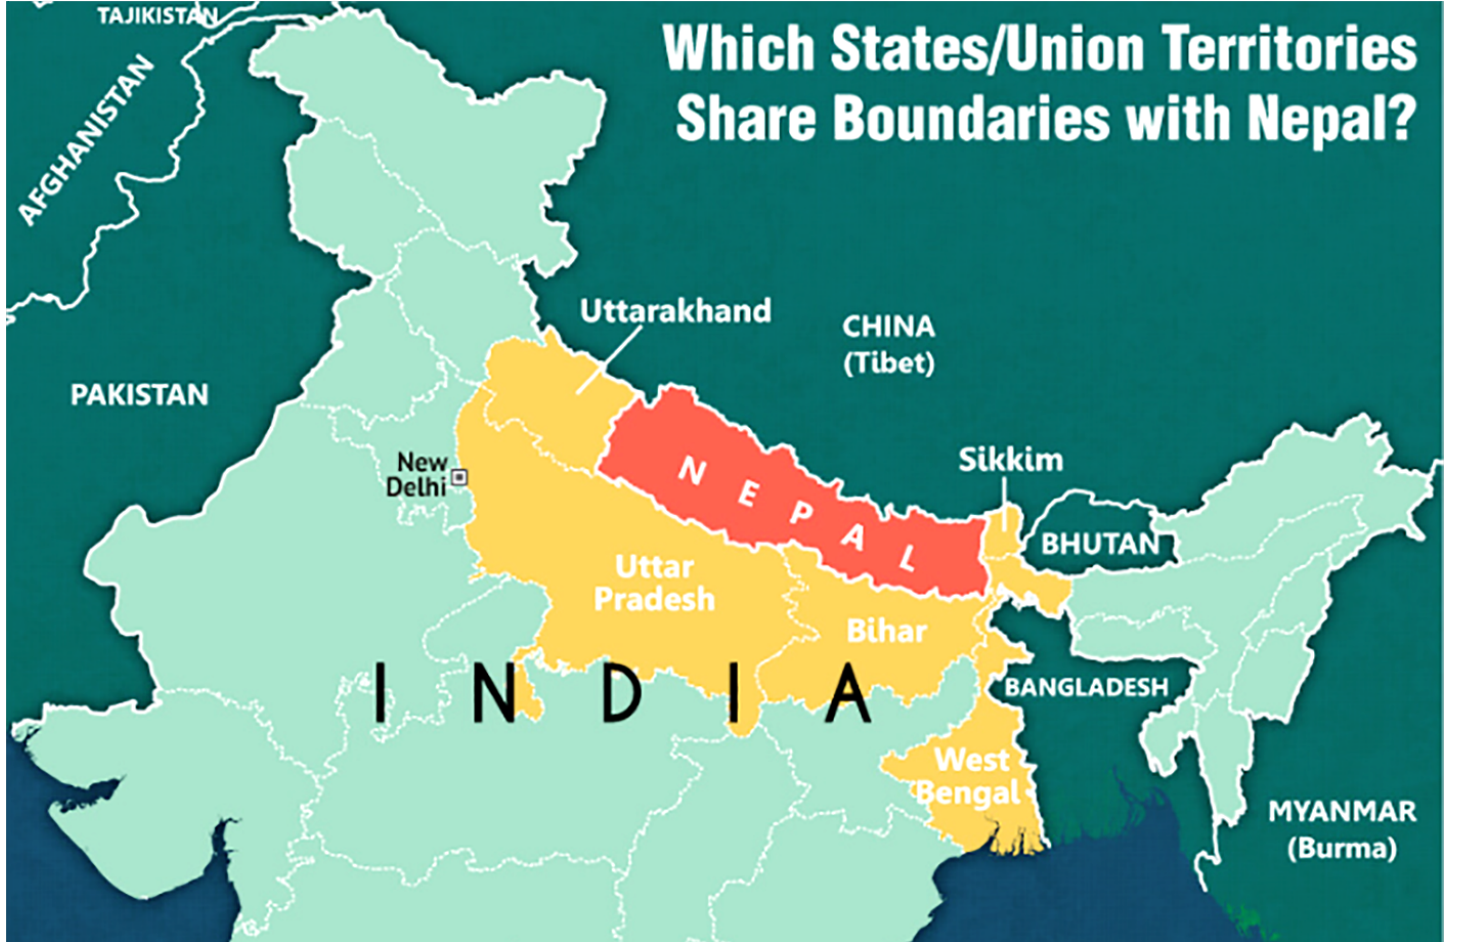 TAJIKISTAN
Which States/Union Territories
Share Boundaries with Nepal?
AFGHANISTAN
Uttarakhand
CHINA
(Tibet)
PAKISTAN
New
Delhi
NEPAL
Sikkim
BHUTAN
Uttar
Pradesh
Bihar
INDIA
BANGLADESH
West
Bengal
MYANMAR
(Burma)